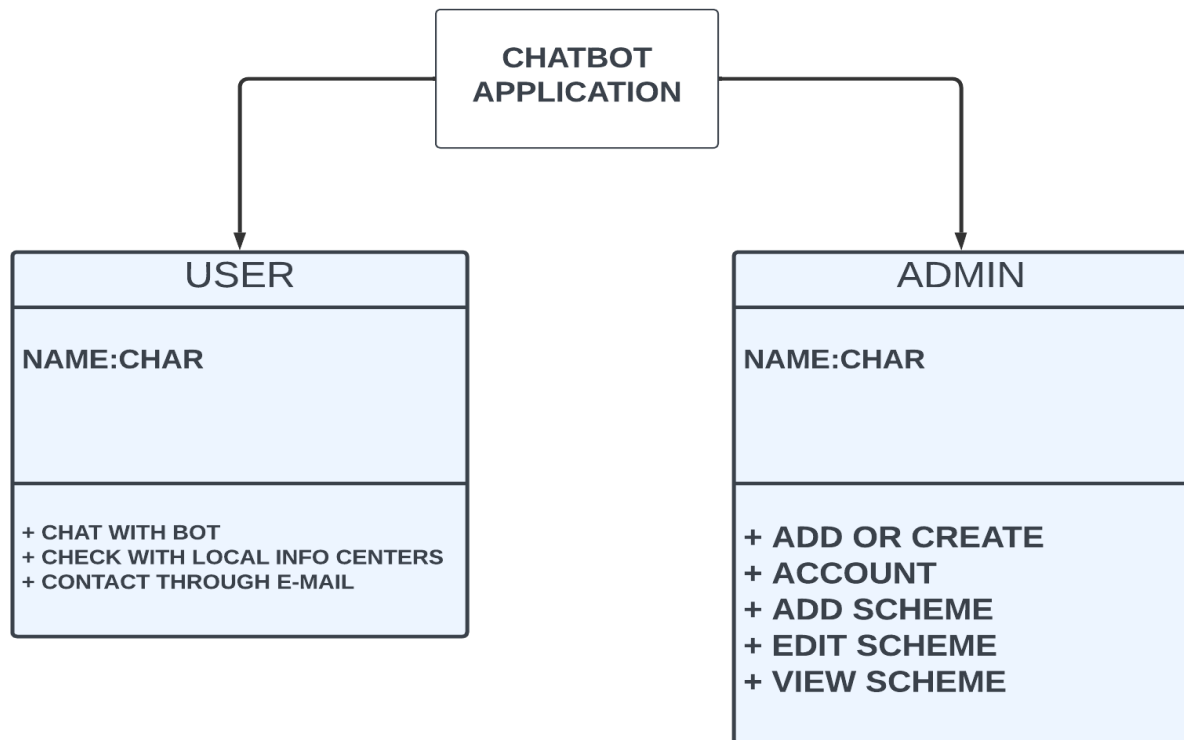 CHATBOT
APPLICATION
USER
NAME:CHAR
+ CHAT WITH BOT
+ CHECK WITH LOCAL INFO CENTERS
+ CONTACT THROUGH E-MAIL
ADMIN
NAME:CHAR
+ ADD OR CREATE
+ ACCOUNT
+ ADD SCHEME
+ EDIT SCHEME
+ VIEW SCHEME